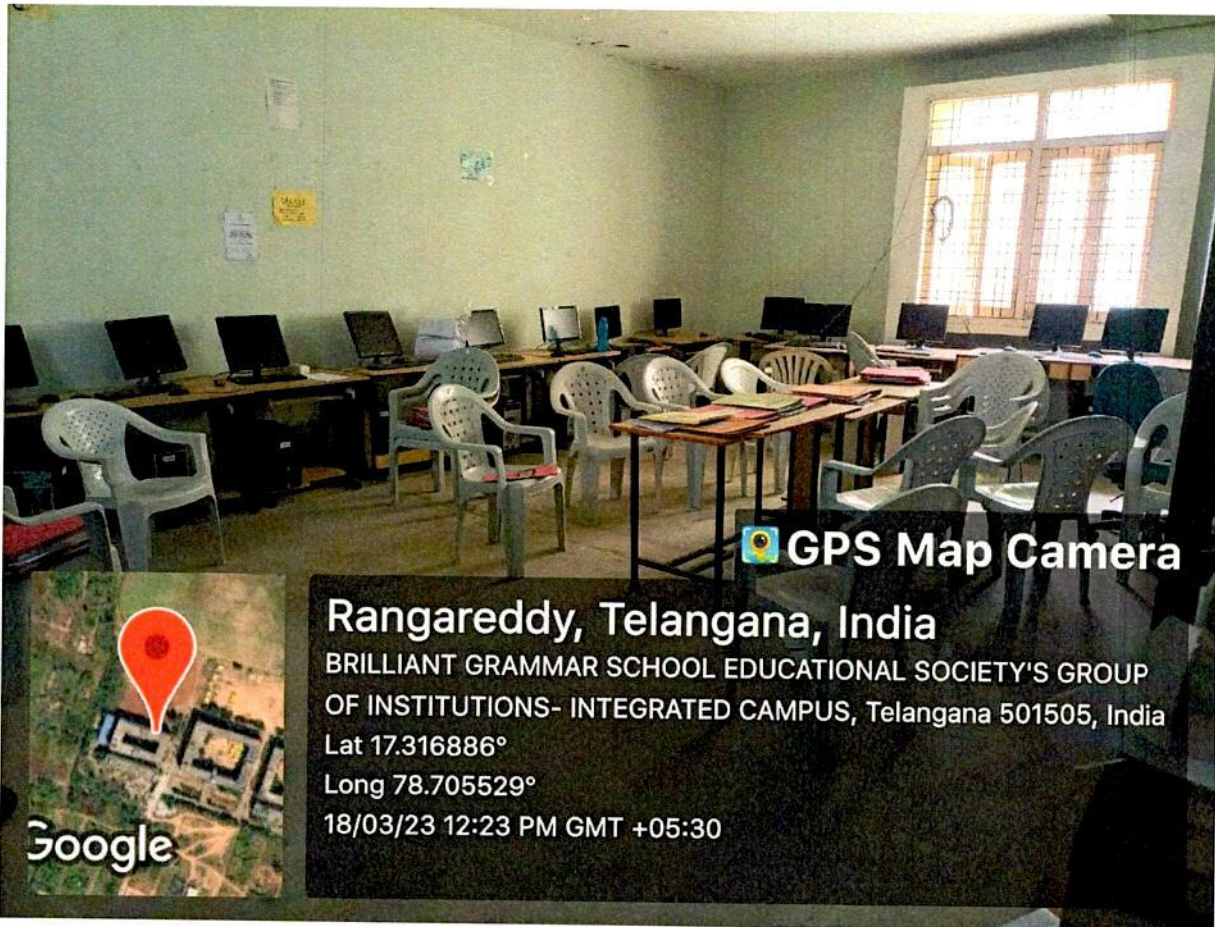 GPS Map Camera
Rangareddy, Telangana, India
BRILLIANT GRAMMAR SCHOOL EDUCATIONAL SOCIETY'S GROUP
OF INSTITUTIONS- INTEGRATED CAMPUS, Telangana 501505, India
Lat 17.316886°
Long 78.705529°
18/03/23 12:23 PM GMT +05:30
Google